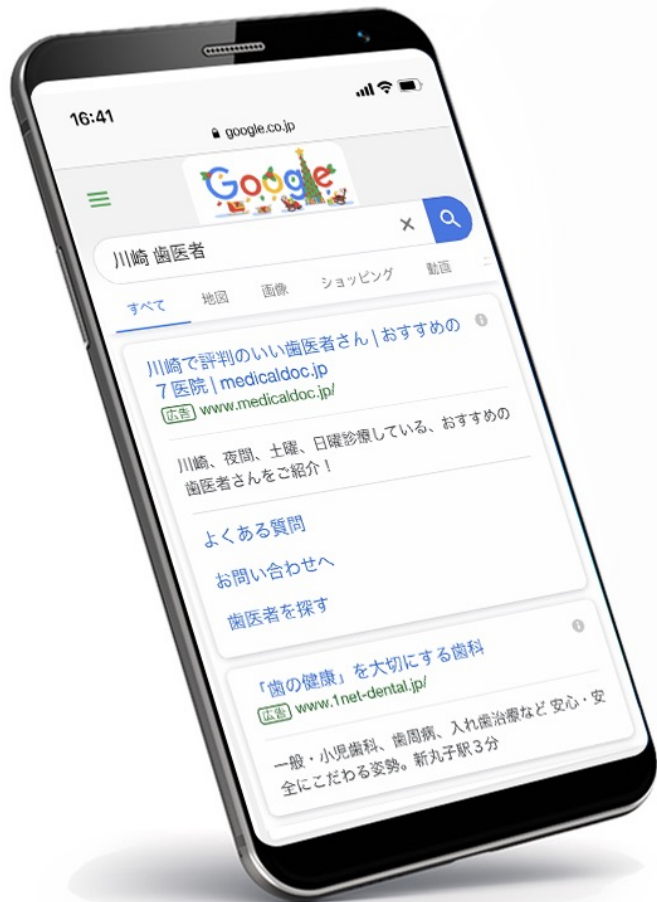 16:41
google.co.jp
Google
川崎 歯医者
すべて 地図 画像 ショッピング 動画
川崎で評判のいい歯医者さん | おすすめの
7 医院 | medicaldoc.jp
広告 www.medicaldoc.jp/
川崎、夜間、土曜、日曜診療している、おすすめの
歯医者さんをご紹介！
よくある質問
お問い合わせへ
歯医者を探す
「歯の健康」を大切にする歯科
広告 www.1net-dental.jp/
一般・小児歯科、歯周病、入れ歯治療など 安心・安
全にこだわる姿勢。新丸子駅3分